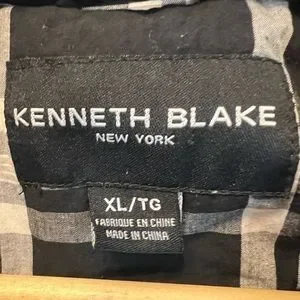 KENNETH BLAKE
NEW YORK
XL/TG
FABRIQUE EN CHINE
MADE IN CHINA